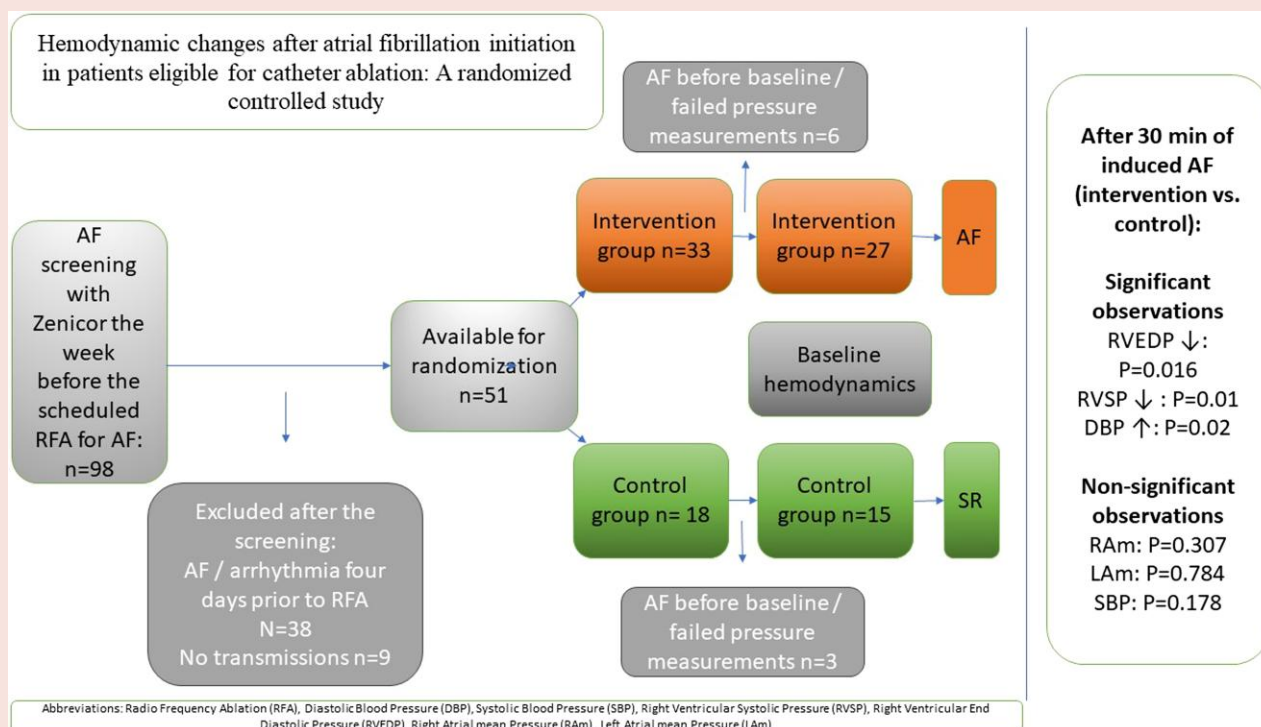 Hemodynamic changes after atrial fibrillation initiation
in patients eligible for catheter ablation: A randomized
controlled study
AF
screening
with
Zenicor the
week
before the
scheduled
RFA for AF:
n=98
Excluded after the
screening:
AF / arrhythmia four
days prior to RFA
N=38
No transmissions n=9
Available for
randomization
n=51
AF before baseline /
failed pressure
measurements n=6
Intervention
group n=33
Intervention
group n=27
AF
Baseline
hemodynamics
Control
group n= 18
Control
group n=15
SR
AF before baseline /
failed pressure
measurements n=3
After 30 min of
induced AF
(intervention vs.
control):
Significant
observations
RVEDP ↓:
P=0.016
RVSP ↓ : P=0.01
DBP ↑: P=0.02
Non-significant
observations
RAm: P=0.307
LAm: P=0.784
SBP: P=0.178
Abbreviations: Radio Frequency Ablation (RFA), Diastolic Blood Pressure (DBP), Systolic Blood Pressure (SBP), Right Ventricular Systolic Pressure (RVSP), Right Ventricular End
Diastolic Pressure (RVEDP), Right Atrial mean Pressure (RAm), Left Atrial mean Pressure (LAm)